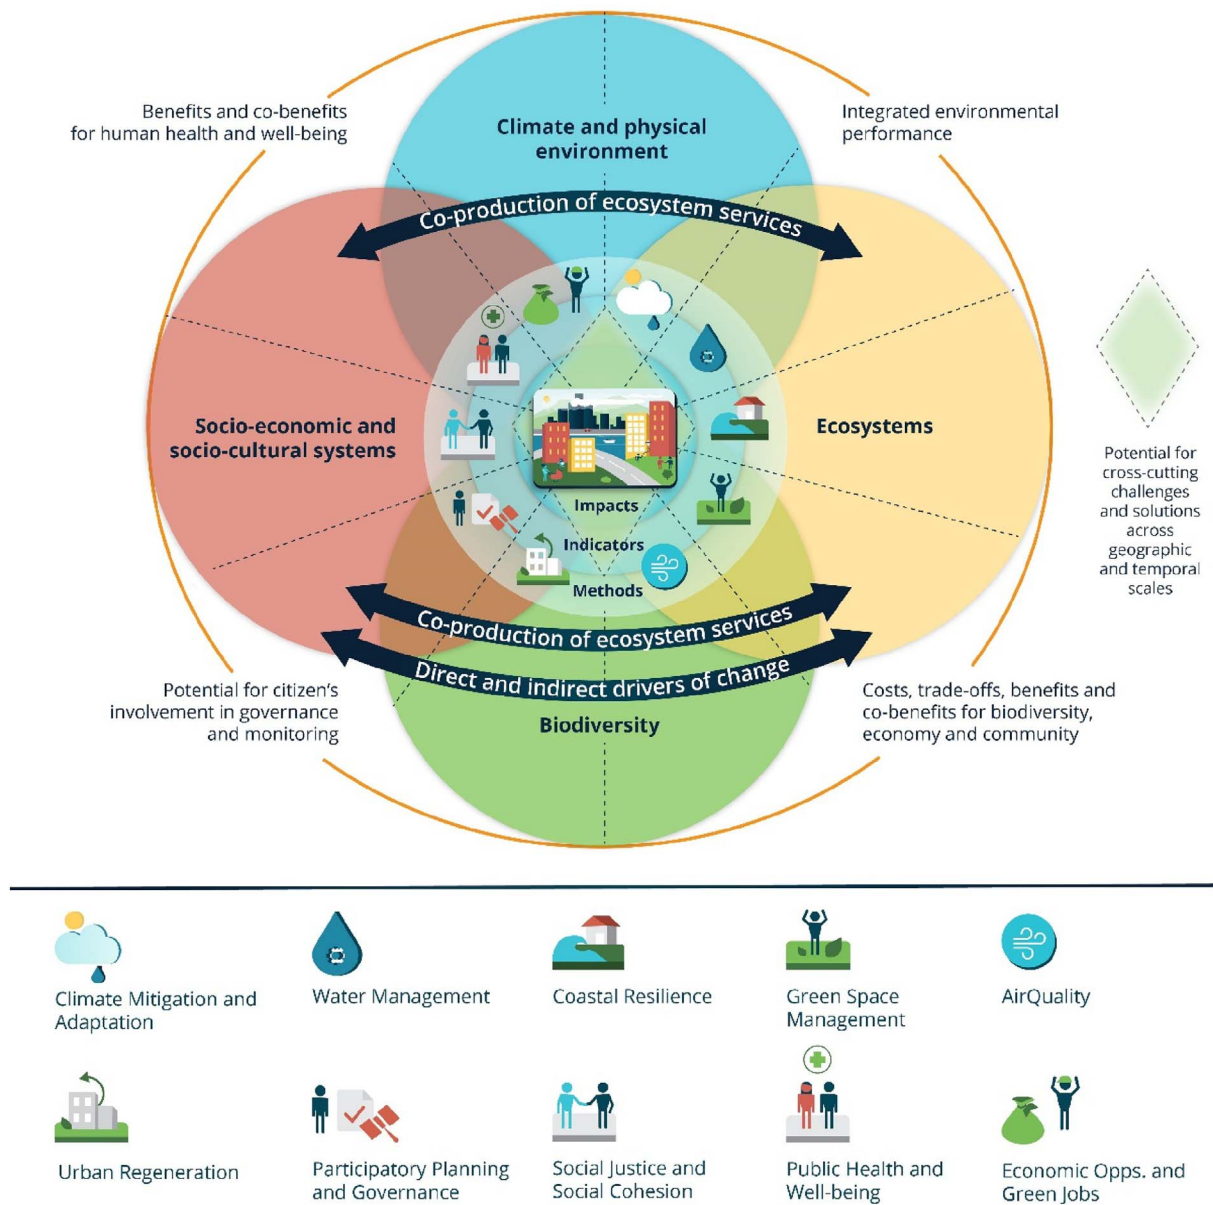 Benefits and co-benefits
for human health and well-being
Integrated environmental
performance
Climate and physical
environment
Co-production of ecosystem services
Socio-economic and
socio-cultural systems
Ecosystems
Impacts
Indicators
Methods
Co-production of ecosystem services
Direct and indirect drivers of change
Biodiversity
Potential for
cross-cutting
challenges
and solutions
across
geographic
and temporal
scales
Potential for citizen's
involvement in governance
and monitoring
Costs, trade-offs, benefits and
co-benefits for biodiversity,
economy and community
Climate Mitigation and
Adaptation
Water Management
Coastal Resilience
Green Space
Management
AirQuality
Urban Regeneration
Participatory Planning
and Governance
Social Justice and
Social Cohesion
Public Health and
Well-being
Economic Opps. and
Green Jobs